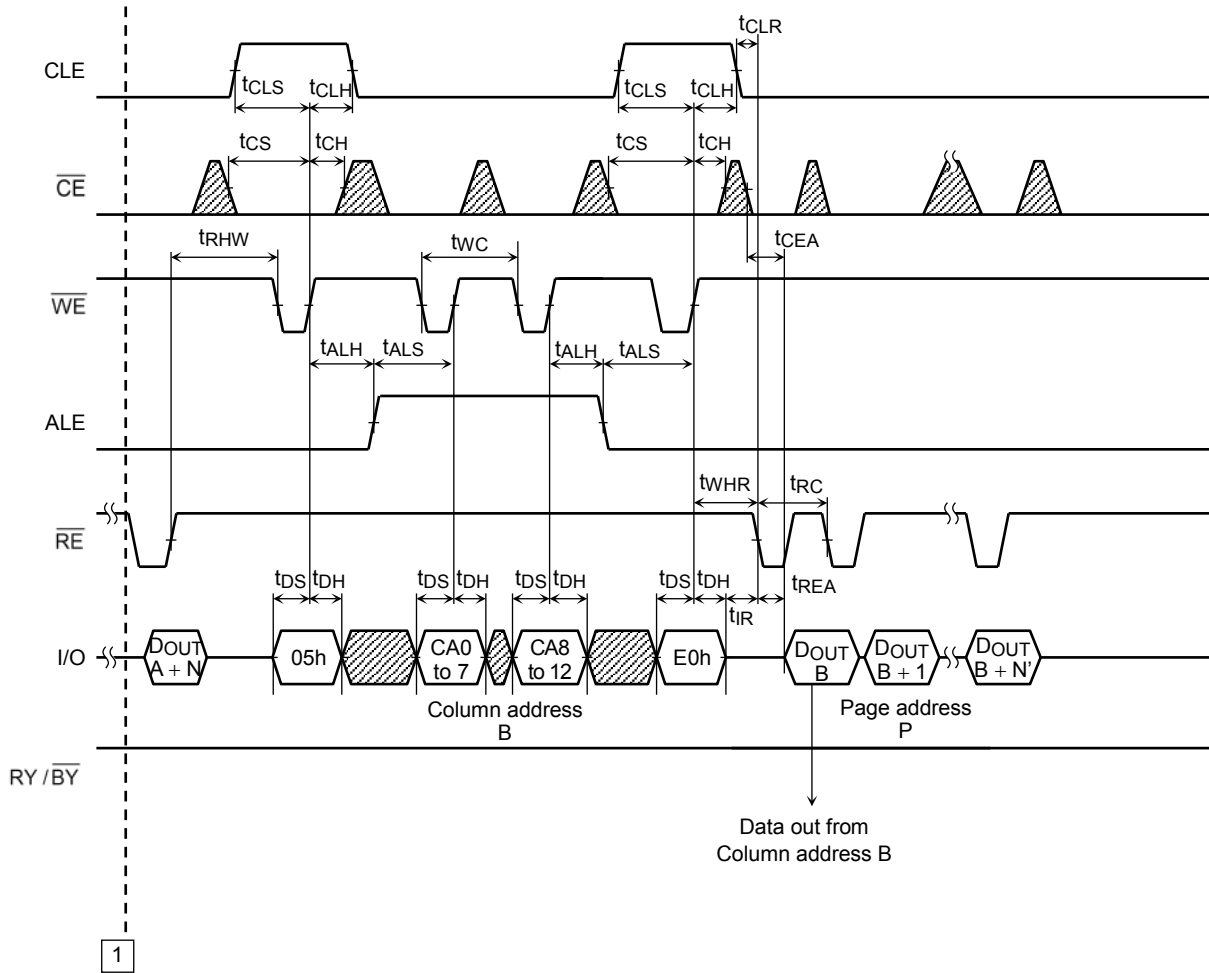 tCLR
CLE
tCLS tCLH tCLS tCLH
tCS tCH tCS tCH
CE
tRHW tWC tCEA
WE
tALH tALS tALH tALS
ALE
tWHR tRC
RE
tDS tDH tDS tDH tDS tDH tDS tDH tREA
tIR
I/O
DOUT
A + N
05h
CA0
to 7
CA8
to 12
E0h
DOUT
B
DOUT
B + 1
DOUT
B + N’
Column address
B
Page address
P
RY / BY
Data out from
Column address B
1